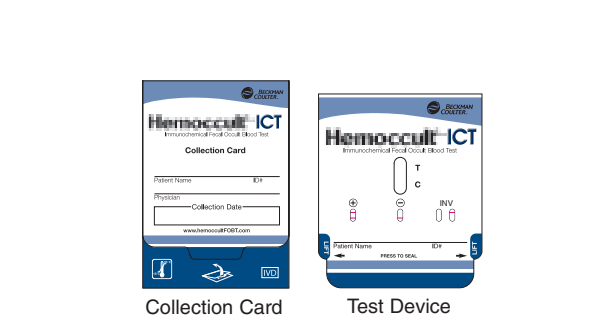 BECKMAN
COULTER.
Hemoccult ICT
Immunochemical Fecal Occult Blood Test
Collection Card
Patient Name ID#
Physician
Collection Date
www.hemoccultFOBT.com
IVD
Collection Card
BECKMAN
COULTER.
Hemoccult ICT
Immunochemical Fecal Occult Blood Test
T
C
+ − INV
LIFT
LIFT
Patient Name ID#
PRESS TO SEAL
Test Device